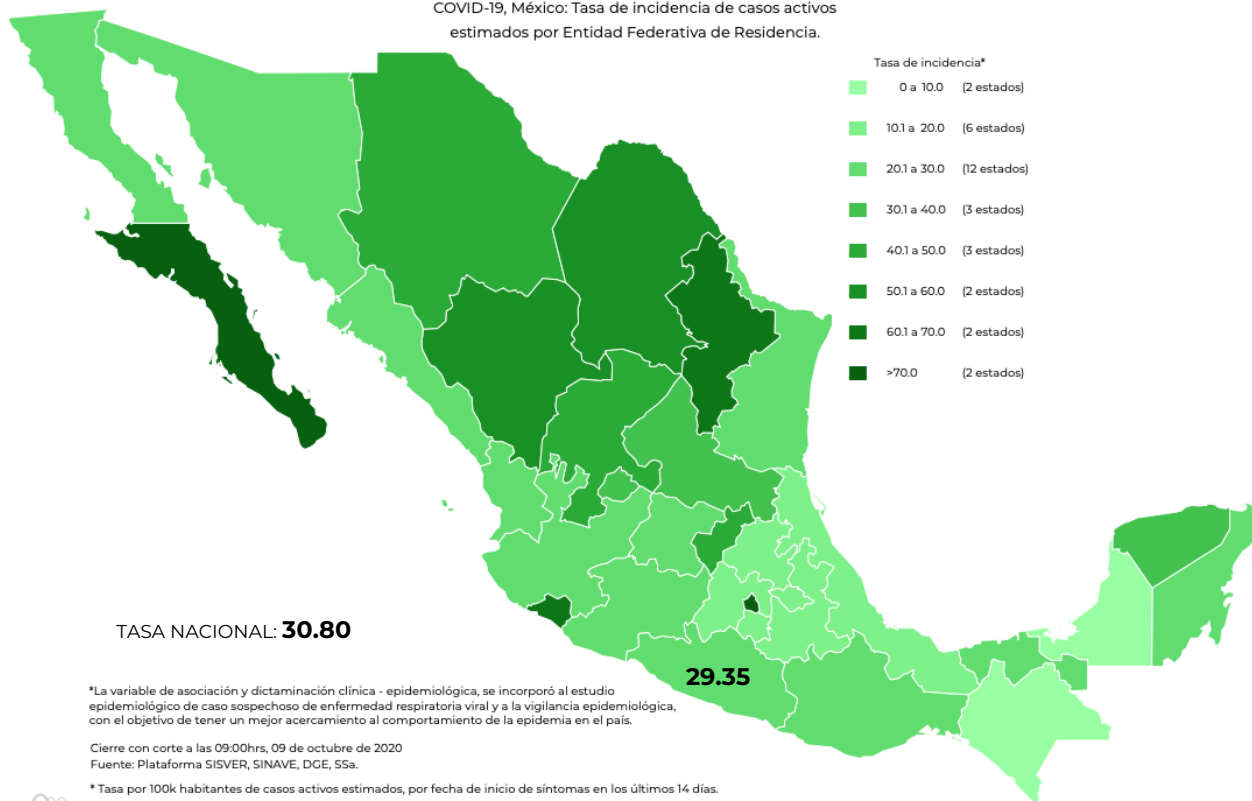 COVID-19, México: Tasa de incidencia de casos activos
estimados por Entidad Federativa de Residencia.
Tasa de incidencia*
0 a 10.0 (2 estados)
10.1 a 20.0 (6 estados)
20.1 a 30.0 (12 estados)
30.1 a 40.0 (3 estados)
40.1 a 50.0 (3 estados)
50.1 a 60.0 (2 estados)
60.1 a 70.0 (2 estados)
>70.0 (2 estados)
TASA NACIONAL: 30.80
29.35
*La variable de asociación y dictaminación clínica - epidemiológica, se incorporó al estudio
epidemiológico de caso sospechoso de enfermedad respiratoria viral y a la vigilancia epidemiológica,
con el objetivo de tener un mejor acercamiento al comportamiento de la epidemia en el país.
Cierre con corte a las 09:00hrs, 09 de octubre de 2020
Fuente: Plataforma SISVER, SINAVE, DGE, SSa.
* Tasa por 100k habitantes de casos activos estimados, por fecha de inicio de síntomas en los últimos 14 días.